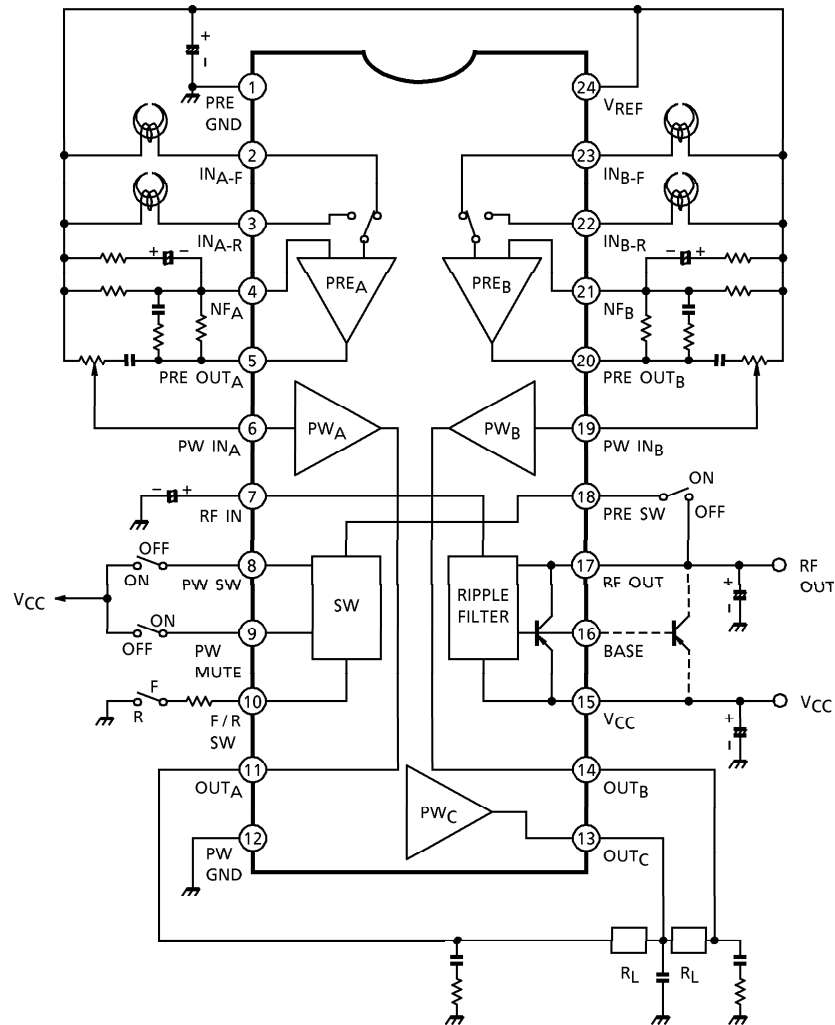 +
−
1
PRE
GND
24
VREF
2
INA-F
23
INB-F
3
INA-R
22
INB-R
+ −
− +
4
NFA
PREA
PREB
21
NFB
5
PRE OUTA
20
PRE OUTB
6
PW INA
PWA
PWB
19
PW INB
− +
7
RF IN
18
PRE SW
ON
OFF
OFF
ON
8
PW SW
SW
RIPPLE
FILTER
17
RF OUT
RF
OUT
+
−
VCC
ON
OFF
9
PW
MUTE
16
BASE
F
R
10
F/R
SW
15
VCC
VCC
+
−
11
OUTA
14
OUTB
12
PW
GND
PWC
13
OUTC
RL
RL